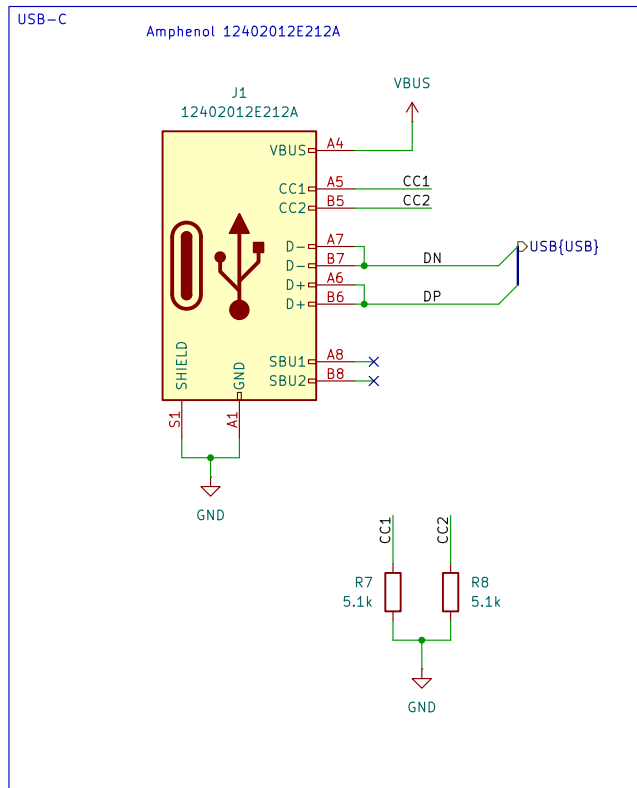 USB-C
Amphenol 12402012E212A
VBUS
J1
12402012E212A
VBUS A4
CC1 A5 CC1
CC2 B5 CC2
D- A7 USB{USB}
D- B7 DN
D+ A6
D+ B6 DP
SBU1 A8
SBU2 B8
SHIELD GND
S1 A1
GND
CC1 CC2
R7 R8
5.1k 5.1k
GND